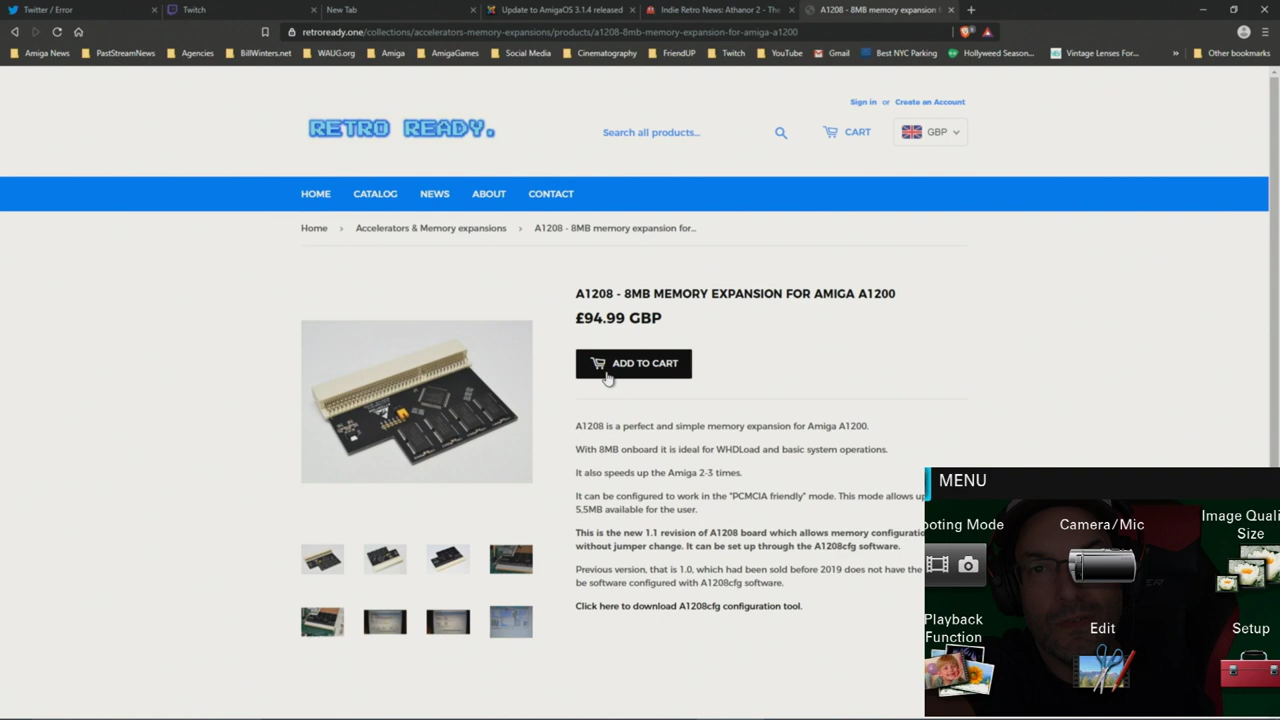 Twitter / Error
Twitch
New Tab
Update to AmigaOS 3.1.4 released
Indie Retro News: Athanor 2 - The
A1208 - 8MB memory expansion
retroready.one/collections/accelerators-memory-expansions/products/a1208-8mb-memory-expansion-for-amiga-a1200
Amiga News
PastStreamNews
Agencies
BillWinters.net
WAUG.org
Amiga
AmigaGames
Social Media
Cinematography
FriendUP
Twitch
YouTube
Gmail
Best NYC Parking
Hollyweed Season...
Vintage Lenses For...
»
Other bookmarks
Sign in or Create an Account
RETRO READY.
Search all products...
CART
GBP
HOME
CATALOG
NEWS
ABOUT
CONTACT
Home › Accelerators & Memory expansions › A1208 - 8MB memory expansion for...
A1208 - 8MB MEMORY EXPANSION FOR AMIGA A1200
£94.99 GBP
ADD TO CART
A1208 is a perfect and simple memory expansion for Amiga A1200.
With 8MB onboard it is ideal for WHDLoad and basic system operations.
It also speeds up the Amiga 2-3 times.
It can be configured to work in the "PCMCIA friendly" mode. This mode allows up
5,5MB available for the user.
This is the new 1.1 revision of A1208 board which allows memory configuratio
without jumper change. It can be set up through the A1208cfg software.
Previous version, that is 1.0, which had been sold before 2019 does not have the
be software configured with A1208cfg software.
Click here to download A1208cfg configuration tool.
MENU
ooting Mode
Camera/Mic
Image Quali
Size
Playback
Function
Edit
Setup